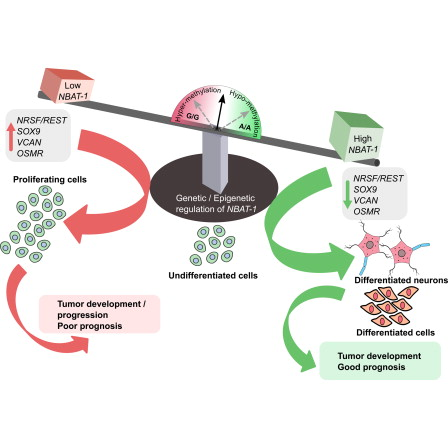 Low
NBAT-1
Hyper-methylation
Hypo-methylation
G/G
A/A
High
NBAT-1
NRSF/REST
SOX9
VCAN
OSMR
NRSF/REST
SOX9
VCAN
OSMR
Proliferating cells
Genetic / Epigenetic
regulation of NBAT-1
Undifferentiated cells
Differentiated neurons
Differentiated cells
Tumor development /
progression
Poor prognosis
Tumor development
Good prognosis